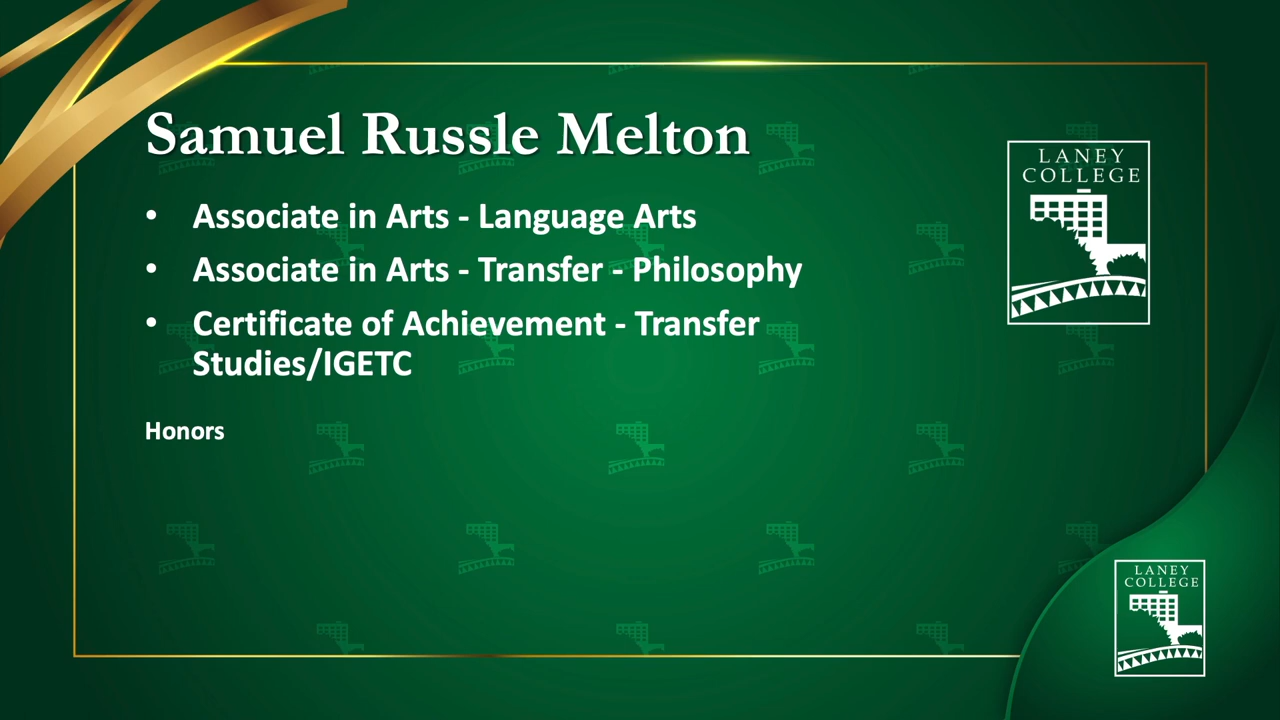 Samuel Russle Melton
LANEY
COLLEGE
• Associate in Arts - Language Arts
• Associate in Arts - Transfer - Philosophy
• Certificate of Achievement - Transfer
Studies/IGETC
Honors
LANEY
COLLEGE